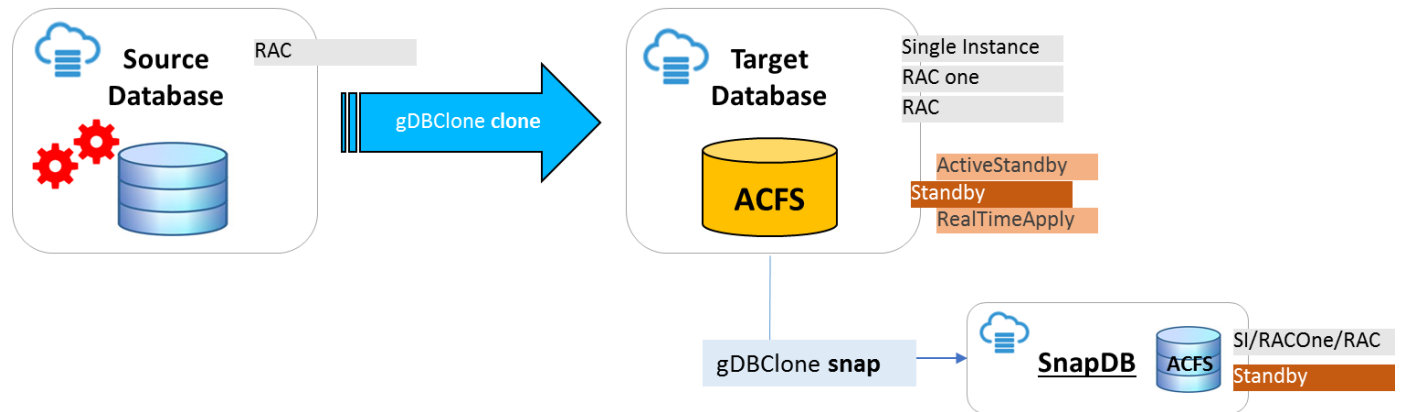 Source
Database
RAC
gDBClone clone
Target
Database
ACFS
Single Instance
RAC one
RAC
ActiveStandby
Standby
RealTimeApply
gDBClone snap
SnapDB
ACFS
SI/RACOne/RAC
Standby